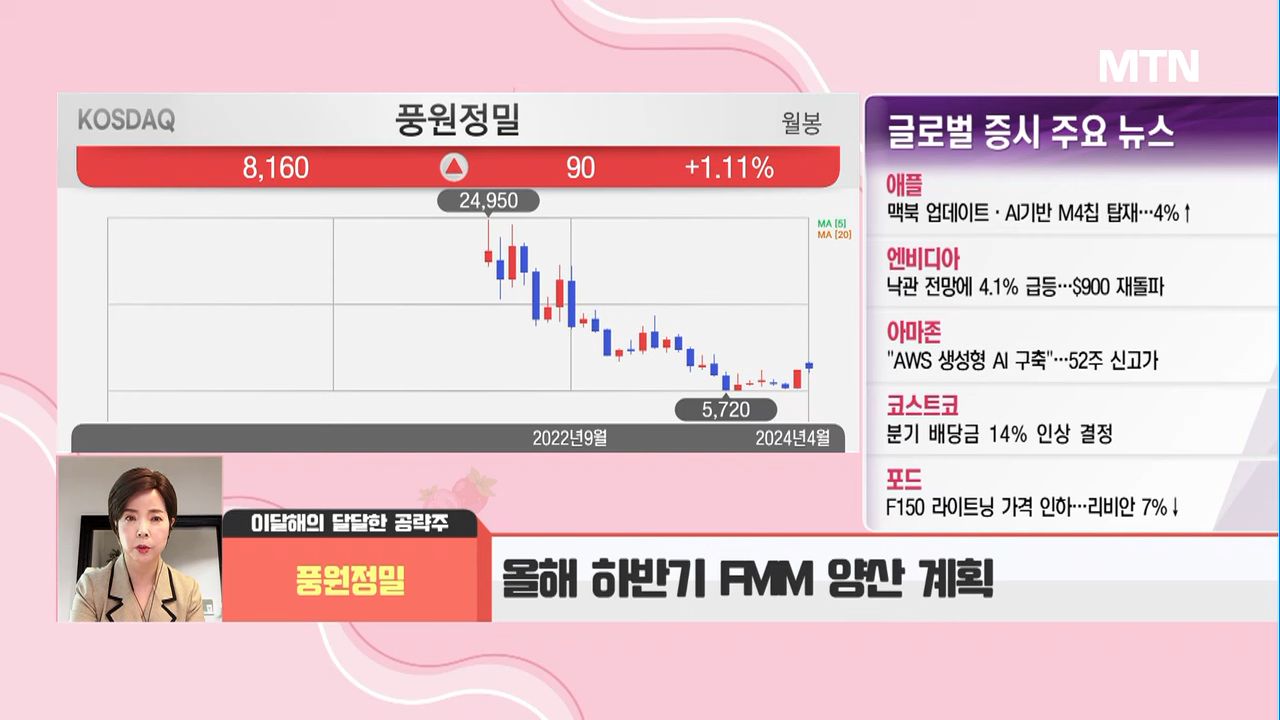 MTN
KOSDAQ
풍원정밀
월봉
8,160
90
+1.11%
24,950
MA [5]
MA [20]
5,720
2022년9월
2024년4월
글로벌 증시 주요 뉴스
애플
맥북 업데이트·AI기반 M4칩 탑재…4%↑
엔비디아
낙관 전망에 4.1% 급등…$900 재돌파
아마존
"AWS 생성형 AI 구축"…52주 신고가
코스트코
분기 배당금 14% 인상 결정
포드
F150 라이트닝 가격 인하…리비안 7%↓
이달해의 달달한 공략주
풍원정밀
올해 하반기 FMM 양산 계획